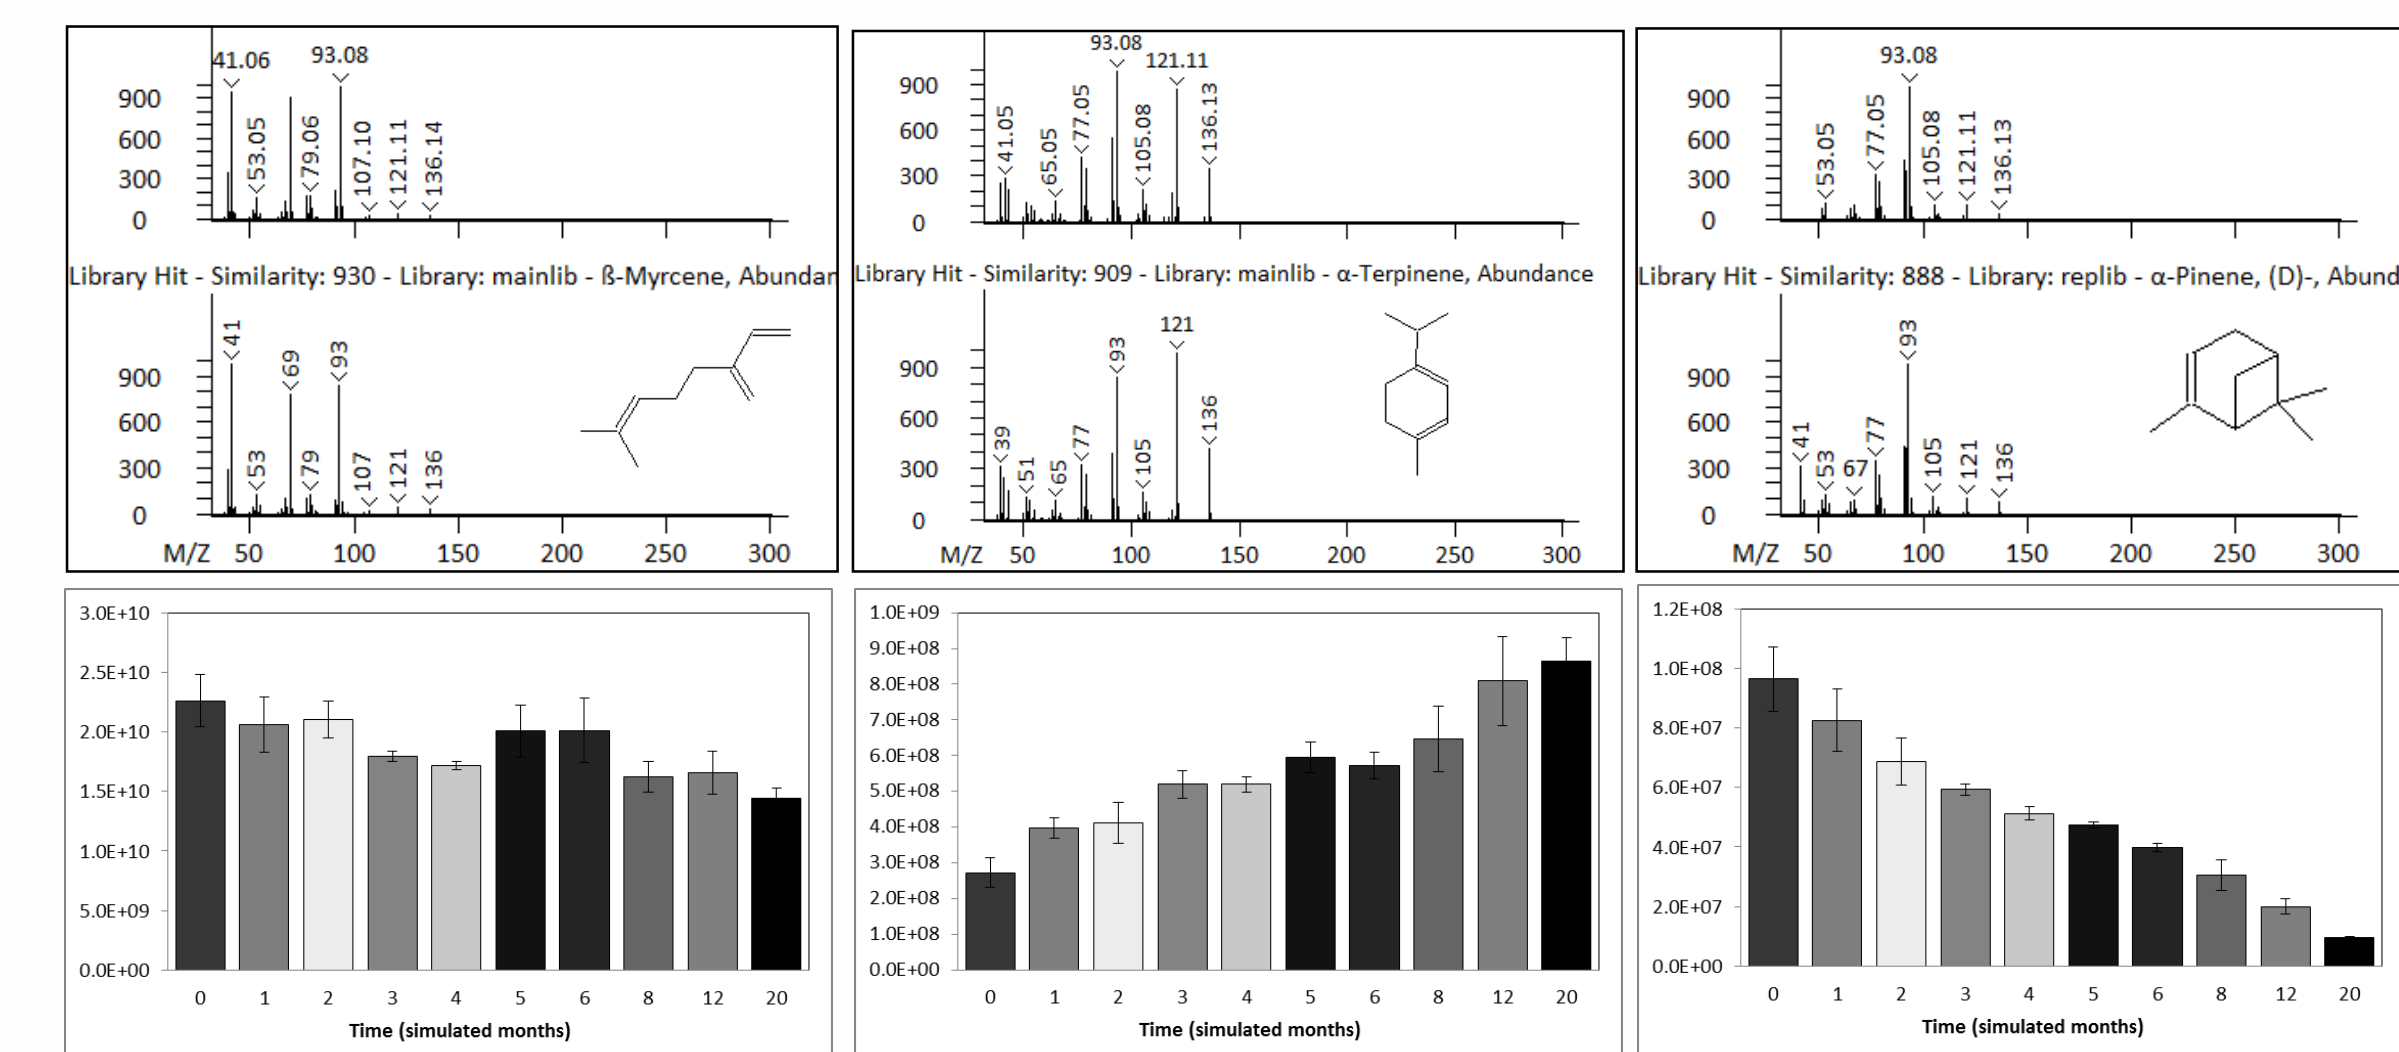 41.06
93.08
900
600
300
0
53.05
79.06
107.10
121.11
136.14
Library Hit - Similarity: 930 - Library: mainlib - ß-Myrcene, Abundan
41
69
93
900
600
300
0
53
79
107
121
136
M/Z 50 100 150 200 250 300
93.08
121.11
900
600
300
0
41.05
65.05
77.05
105.08
136.13
Library Hit - Similarity: 909 - Library: mainlib - α-Terpinene, Abundance
121
93
900
600
300
0
39
51
65
77
105
136
M/Z 50 100 150 200 250 300
93.08
900
600
300
0
53.05
77.05
105.08
121.11
136.13
Library Hit - Similarity: 888 - Library: replib - α-Pinene, (D)-, Abund
93
900
600
300
0
41
53
67
77
105
121
136
M/Z 50 100 150 200 250 300
3.0E+10
2.5E+10
2.0E+10
1.5E+10
1.0E+10
5.0E+09
0.0E+00
0 1 2 3 4 5 6 8 12 20
Time (simulated months)
1.0E+09
9.0E+08
8.0E+08
7.0E+08
6.0E+08
5.0E+08
4.0E+08
3.0E+08
2.0E+08
1.0E+08
0.0E+00
0 1 2 3 4 5 6 8 12 20
Time (simulated months)
1.2E+08
1.0E+08
8.0E+07
6.0E+07
4.0E+07
2.0E+07
0.0E+00
0 1 2 3 4 5 6 8 12 20
Time (simulated months)